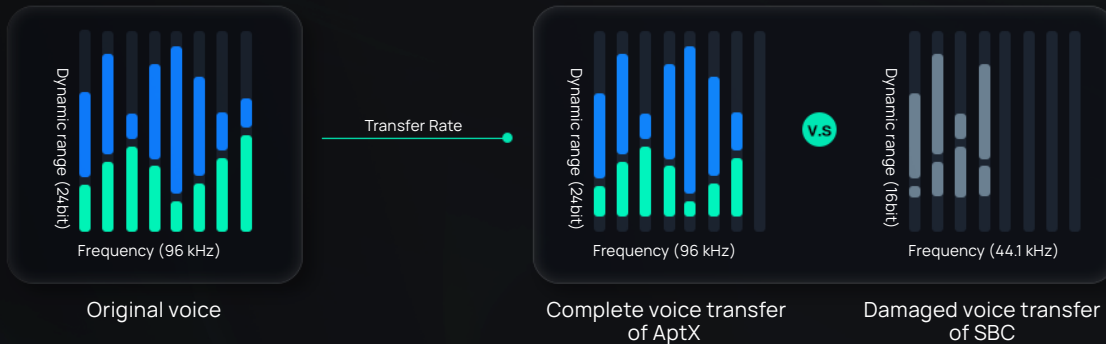 Dynamic range (24bit)
Frequency (96 kHz)
Original voice
Transfer Rate
Dynamic range (24bit)
Frequency (96 kHz)
Complete voice transfer
of AptX
V.S
Dynamic range (16bit)
Frequency (44.1 kHz)
Damaged voice transfer
of SBC